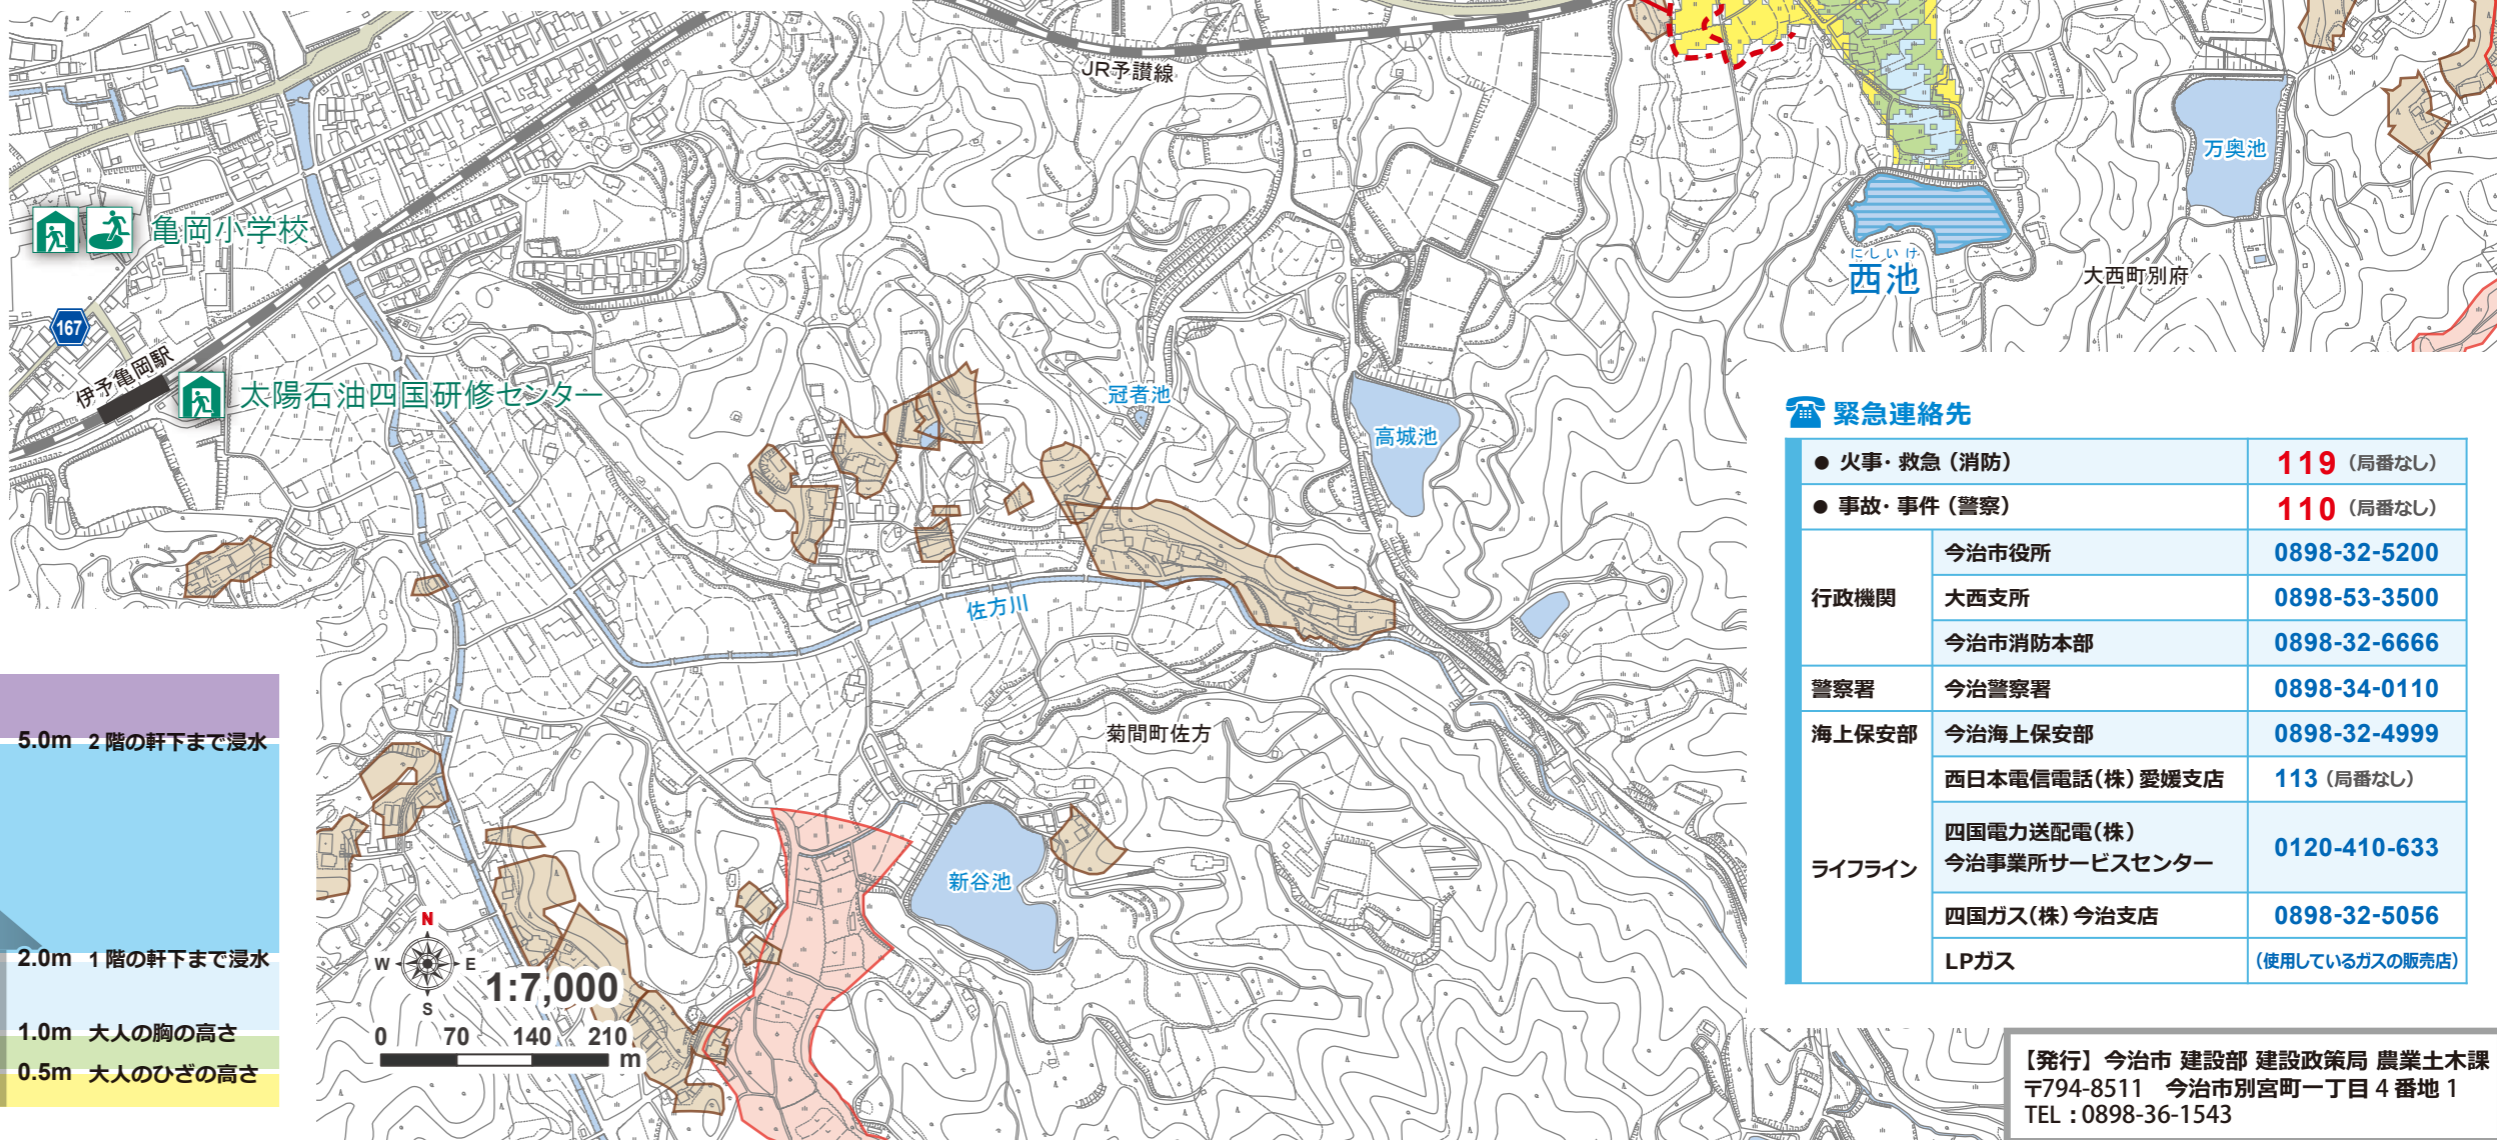 JR予讃線
万奥池
亀岡小学校
にしいけ
西池
大西町別府
167
伊予亀岡駅
太陽石油四国研修センター
冠者池
高城池
佐方川
菊間町佐方
新谷池
緊急連絡先
● 火事・救急（消防） 119（局番なし）
● 事故・事件（警察） 110（局番なし）
行政機関
今治市役所 0898-32-5200
大西支所 0898-53-3500
今治市消防本部 0898-32-6666
警察署 今治警察署 0898-34-0110
海上保安部 今治海上保安部 0898-32-4999
ライフライン
西日本電信電話（株）愛媛支店 113（局番なし）
四国電力送配電（株）
今治事業所サービスセンター 0120-410-633
四国ガス（株）今治支店 0898-32-5056
LPガス （使用しているガスの販売店）
5.0m 2階の軒下まで浸水
2.0m 1階の軒下まで浸水
1.0m 大人の胸の高さ
0.5m 大人のひざの高さ
N
W E
S
1:7,000
0 70 140 210
m
【発行】今治市 建設部 建設政策局 農業土木課
〒794-8511 今治市別宮町一丁目4番地1
TEL：0898-36-1543